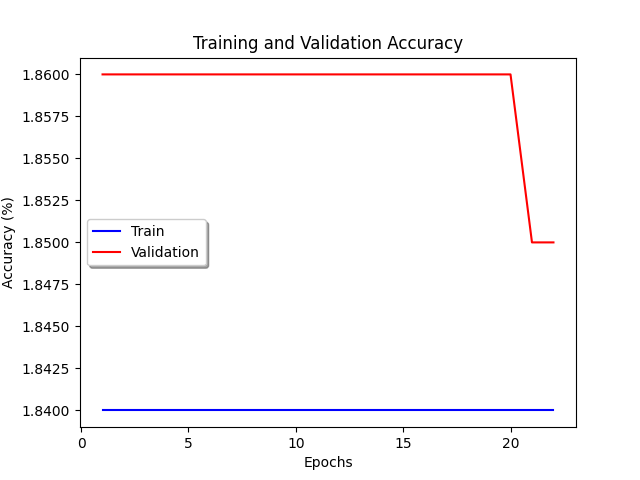 Training and Validation Accuracy
Accuracy (%)
1.8600
1.8575
1.8550
1.8525
1.8500
1.8475
1.8450
1.8425
1.8400
Train
Validation
0 5 10 15 20
Epochs